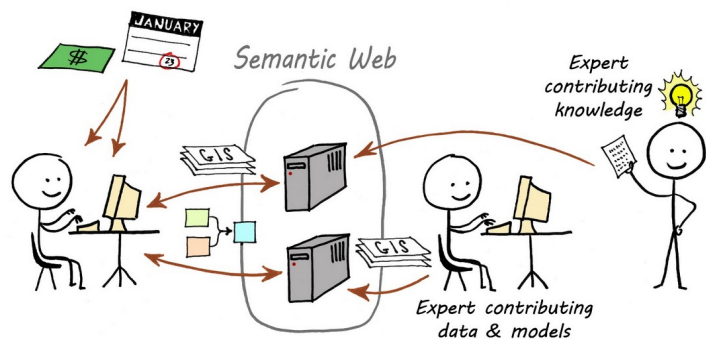 JANUARY
$
23
Semantic Web
Expert
contributing
knowledge
GIS
GIS
Expert contributing
data & models